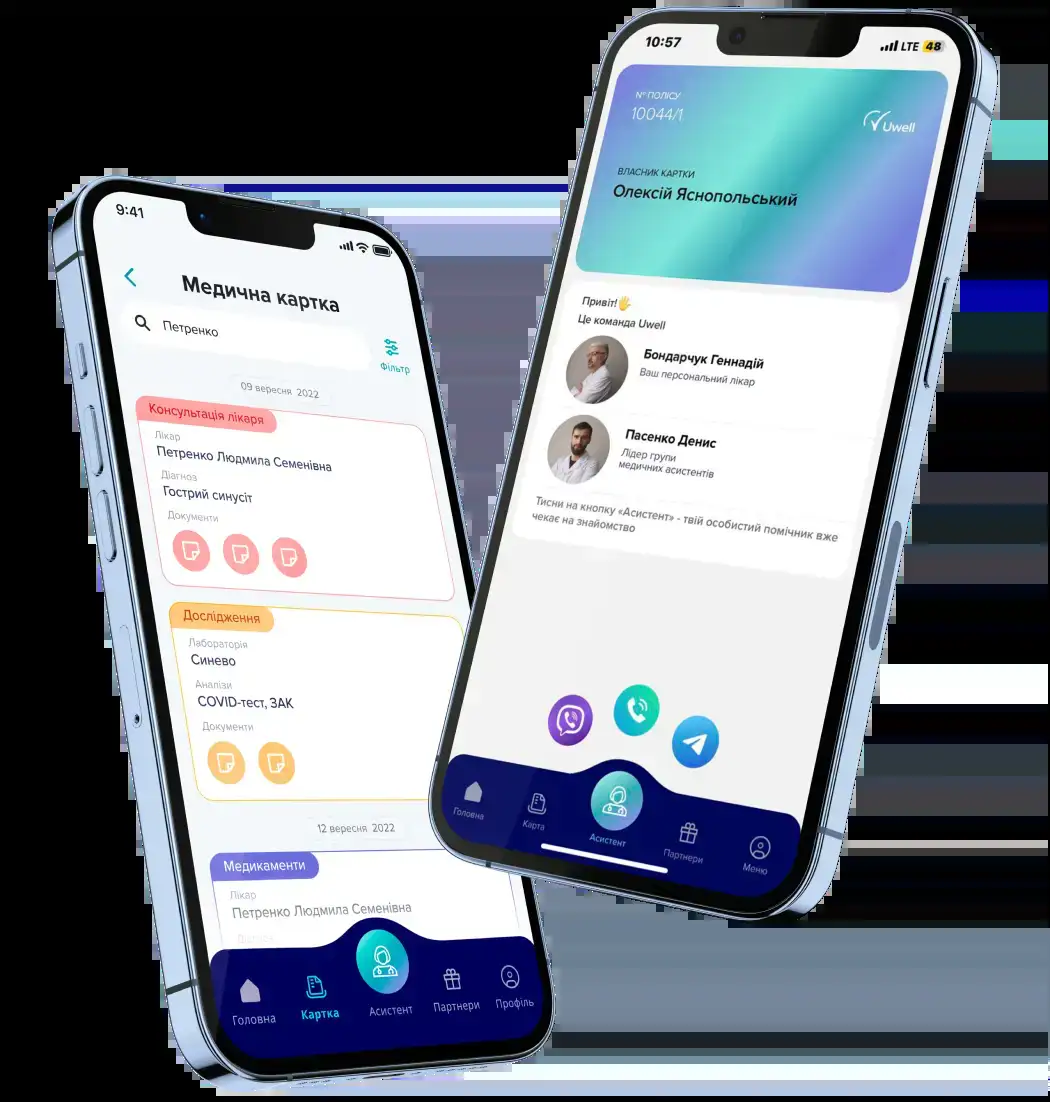 9:41
Медична картка
Петренко
Фільтр
09 вересня 2022
Консультація лікаря
Лікар
Петренко Людмила Семенівна
Діагноз
Гострий синусіт
Документи
Дослідження
Лабораторія
Синево
Анализи
COVID-тест, ЗАК
Документи
12 вересня 2022
Медикаменти
Лікар
Петренко Людмила Семенівна
Діагноз
Головна
Картка
Асистент
Партнери
Профіль
10:57
LTE 48
№ ПОЛІСУ
10044/1
Uwell
ВЛАСНИК КАРТКИ
Олексій Яснопольський
Привіт!🖐
Це команда Uwell
Бондарчук Геннадій
Ваш персональний лікар
Пасенко Денис
Лідер групи
медичних асистентів
Тисни на кнопку «Асистент» - твій особистий помічник вже
чекає на знайомство
Головна
Карта
Асистент
Партнери
Меню